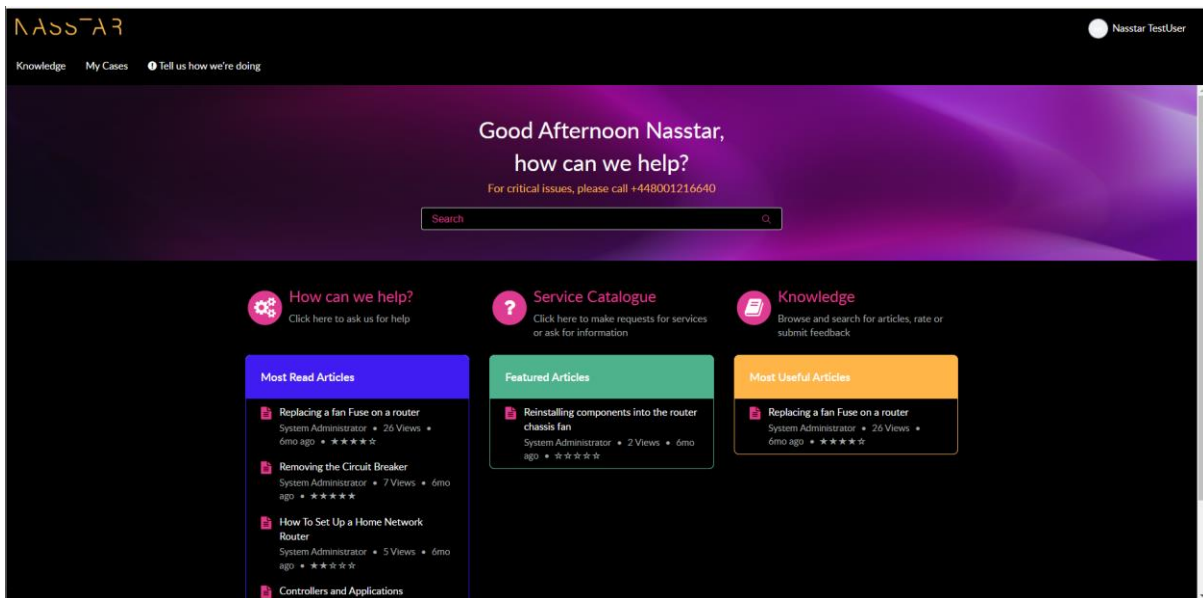 NASSTAR
Nasstar TestUser
Knowledge My Cases Tell us how we're doing
Good Afternoon Nasstar,
how can we help?
For critical issues, please call +448001216640
Search
How can we help?
Click here to ask us for help
Service Catalogue
Click here to make requests for services
or ask for information
Knowledge
Browse and search for articles, rate or
submit feedback
Most Read Articles
Replacing a fan Fuse on a router
System Administrator • 26 Views •
6mo ago • ★★★★☆
Removing the Circuit Breaker
System Administrator • 7 Views • 6mo
ago • ★★★★★
How To Set Up a Home Network
Router
System Administrator • 5 Views • 6mo
ago • ★★☆☆☆
Controllers and Applications
Featured Articles
Reinstalling components into the router
chassis fan
System Administrator • 2 Views • 6mo
ago • ☆☆☆☆☆
Most Useful Articles
Replacing a fan Fuse on a router
System Administrator • 26 Views •
6mo ago • ★★★★☆